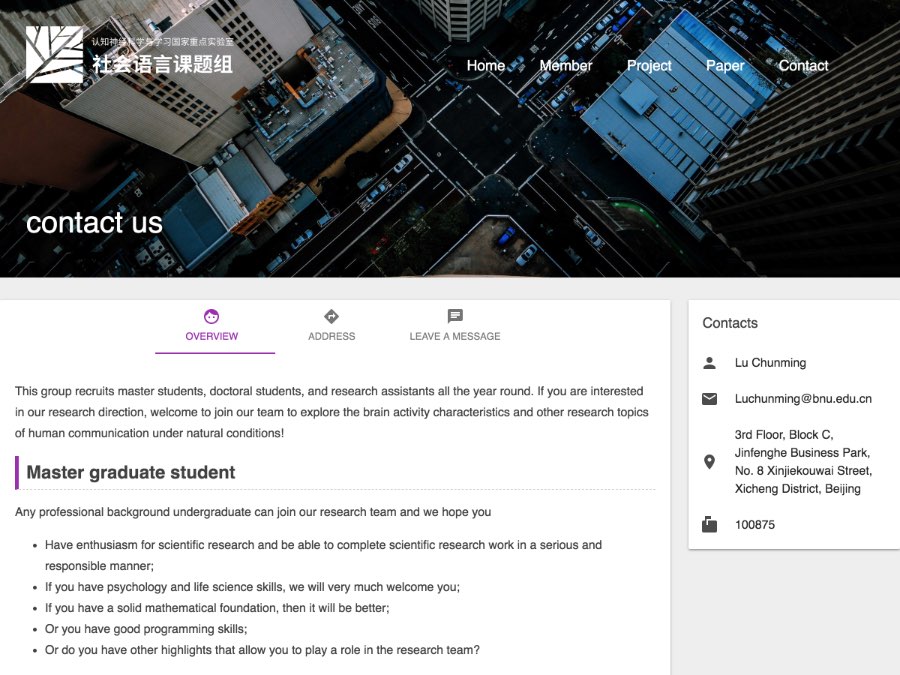 认知神经科学与学习国家重点实验室
社会语言课题组
Home Member Project Paper Contact
contact us
OVERVIEW ADDRESS LEAVE A MESSAGE
This group recruits master students, doctoral students, and research assistants all the year round. If you are interested
in our research direction, welcome to join our team to explore the brain activity characteristics and other research topics
of human communication under natural conditions!
Master graduate student
Any professional background undergraduate can join our research team and we hope you
• Have enthusiasm for scientific research and be able to complete scientific research work in a serious and
responsible manner;
• If you have psychology and life science skills, we will very much welcome you;
• If you have a solid mathematical foundation, then it will be better;
• Or you have good programming skills;
• Or do you have other highlights that allow you to play a role in the research team?
Contacts
Lu Chunming
Luchunming@bnu.edu.cn
3rd Floor, Block C,
Jinfenghe Business Park,
No. 8 Xinjiekouwai Street,
Xicheng District, Beijing
100875